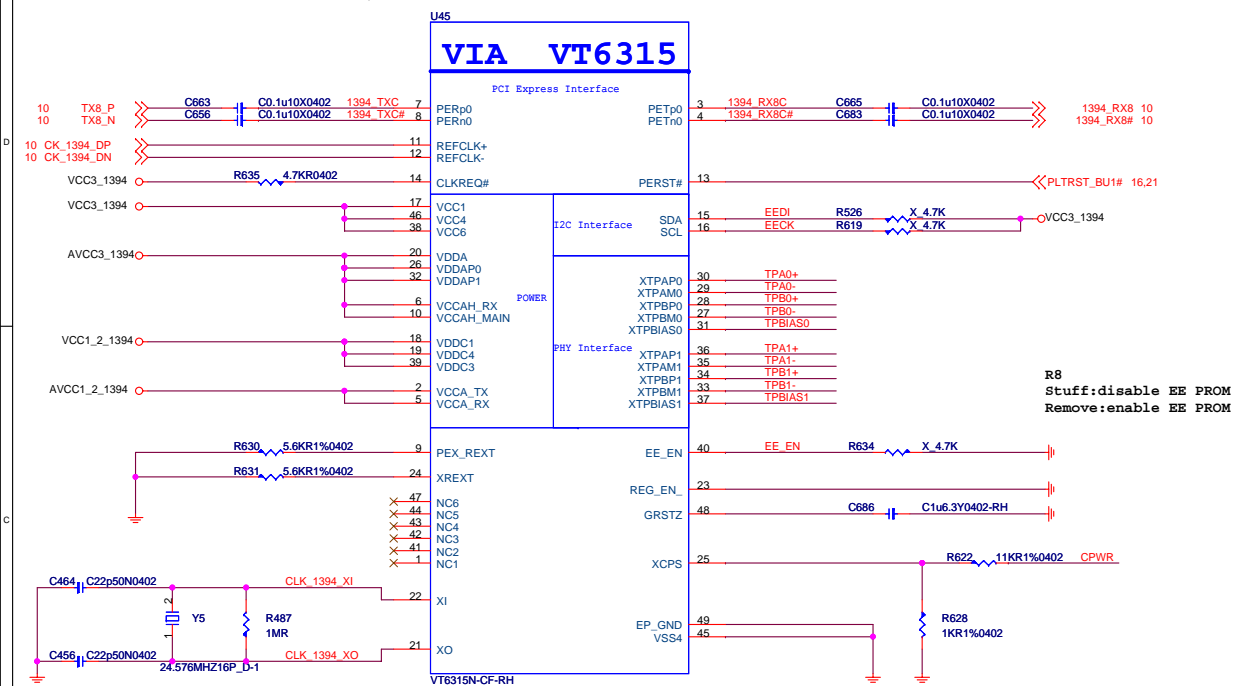 U45
VIA VT6315
PCI Express Interface
10 TX8_P C663 C0.1u10X0402 1394_TXC 7 PERp0 PETp0 3 1394_RX8C C665 C0.1u10X0402 1394_RX8 10
10 TX8_N C656 C0.1u10X0402 1394_TXC# 8 PERn0 PETn0 4 1394_RX8C# C683 C0.1u10X0402 1394_RX8# 10
D
10 CK_1394_DP 11 REFCLK+
10 CK_1394_DN 12 REFCLK-
VCC3_1394 R635 4.7KR0402 14 CLKREQ# PERST# 13 PLTRST_BU1# 16,21
VCC3_1394 17 VCC1
46 VCC4 SDA 15 EEDI R526 X_4.7K VCC3_1394
38 VCC6 I2C Interface SCL 16 EECK R619 X_4.7K
AVCC3_1394 20 VDDA
26 VDDAP0
32 VDDAP1 XTPAP0 30 TPA0+
XTPAM0 29 TPA0-
6 VCCAH_RX POWER XTPBP0 28 TPB0+
10 VCCAH_MAIN XTPBM0 27 TPB0-
XTPBIAS0 31 TPBIAS0
VCC1_2_1394 18 VDDC1
19 VDDC4 PHY Interface XTPAP1 36 TPA1+
39 VDDC3 XTPAM1 35 TPA1-
XTPBP1 34 TPB1+
AVCC1_2_1394 2 VCCA_TX XTPBM1 33 TPB1-
5 VCCA_RX XTPBIAS1 37 TPBIAS1
R8
Stuff:disable EE PROM
Remove:enable EE PROM
R630 5.6KR1%0402 9 PEX_REXT EE_EN 40 EE_EN R634 X_4.7K
R631 5.6KR1%0402 24 XREXT
REG_EN_ 23
47 NC6
44 NC5 GRSTZ 48 C686 C1u6.3Y0402-RH
C
43 NC4
42 NC3
41 NC2
1 NC1 XCPS 25 R622 11KR1%0402 CPWR
C464 C22p50N0402 CLK_1394_XI 22 XI
2 Y5 1
R487
1MR
R628
1KR1%0402
EP_GND 49
VSS4 45
C456 C22p50N0402 CLK_1394_XO 21 XO
24.576MHZ16P_D-1
VT6315N-CF-RH